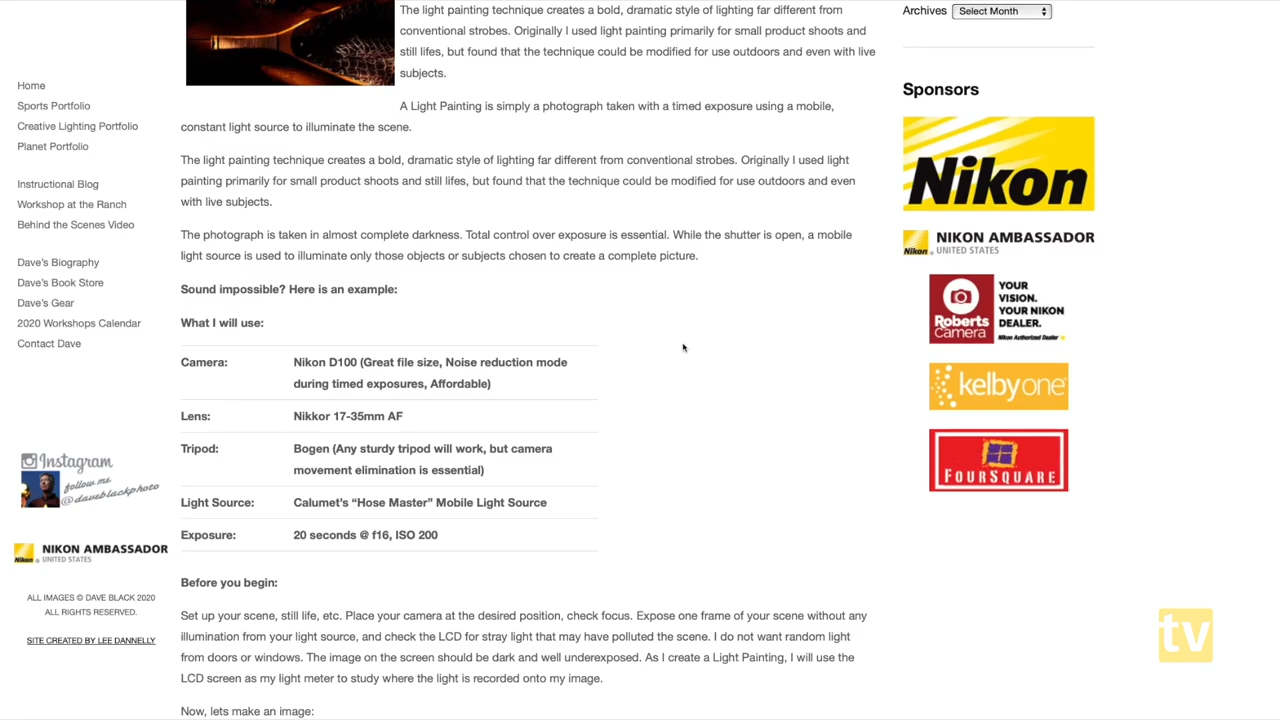 Home
Sports Portfolio
Creative Lighting Portfolio
Planet Portfolio
Instructional Blog
Workshop at the Ranch
Behind the Scenes Video
Dave's Biography
Dave's Book Store
Dave's Gear
2020 Workshops Calendar
Contact Dave
Instagram
follow me
@daveblackphoto
Nikon
NIKON AMBASSADOR
UNITED STATES
ALL IMAGES © DAVE BLACK 2020
ALL RIGHTS RESERVED.
SITE CREATED BY LEE DANNELLY
The light painting technique creates a bold, dramatic style of lighting far different from
conventional strobes. Originally I used light painting primarily for small product shoots and
still lifes, but found that the technique could be modified for use outdoors and even with live
subjects.
A Light Painting is simply a photograph taken with a timed exposure using a mobile,
constant light source to illuminate the scene.
The light painting technique creates a bold, dramatic style of lighting far different from conventional strobes. Originally I used light
painting primarily for small product shoots and still lifes, but found that the technique could be modified for use outdoors and even
with live subjects.
The photograph is taken in almost complete darkness. Total control over exposure is essential. While the shutter is open, a mobile
light source is used to illuminate only those objects or subjects chosen to create a complete picture.
Sound impossible? Here is an example:
What I will use:
Camera: Nikon D100 (Great file size, Noise reduction mode
during timed exposures, Affordable)
Lens: Nikkor 17-35mm AF
Tripod: Bogen (Any sturdy tripod will work, but camera
movement elimination is essential)
Light Source: Calumet's “Hose Master” Mobile Light Source
Exposure: 20 seconds @ f16, ISO 200
Before you begin:
Set up your scene, still life, etc. Place your camera at the desired position, check focus. Expose one frame of your scene without any
illumination from your light source, and check the LCD for stray light that may have polluted the scene. I do not want random light
from doors or windows. The image on the screen should be dark and well underexposed. As I create a Light Painting, I will use the
LCD screen as my light meter to study where the light is recorded onto my image.
Now, lets make an image:
Archives Select Month
Sponsors
Nikon
Nikon
NIKON AMBASSADOR
UNITED STATES
Roberts
Camera
YOUR
VISION.
YOUR NIKON
DEALER.
Nikon Authorized Dealer
kelbyone
FOURSQUARE
tv